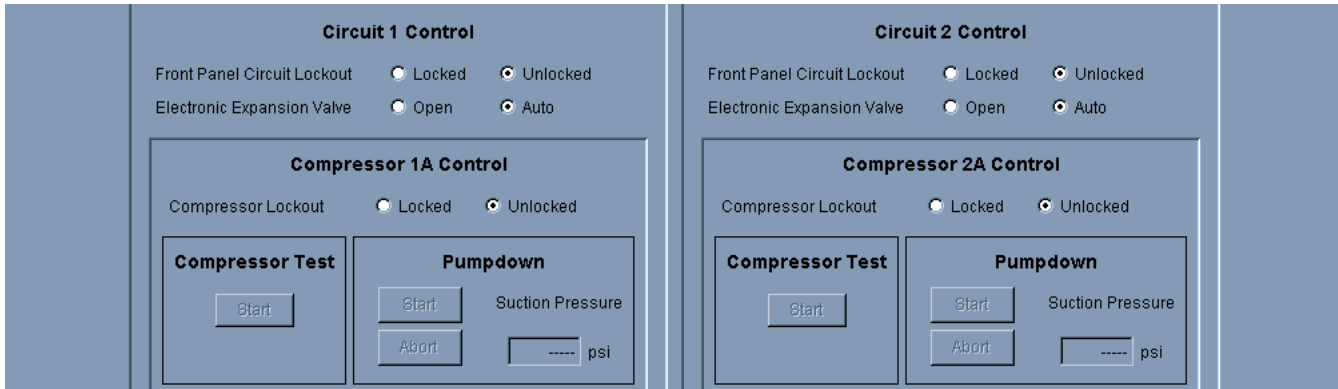 Circuit 1 Control
Front Panel Circuit Lockout Locked Unlocked
Electronic Expansion Valve Open Auto
Compressor 1A Control
Compressor Lockout Locked Unlocked
Compressor Test
Start
Pumpdown
Start Suction Pressure
Abort ----- psi
Circuit 2 Control
Front Panel Circuit Lockout Locked Unlocked
Electronic Expansion Valve Open Auto
Compressor 2A Control
Compressor Lockout Locked Unlocked
Compressor Test
Start
Pumpdown
Start Suction Pressure
Abort ----- psi